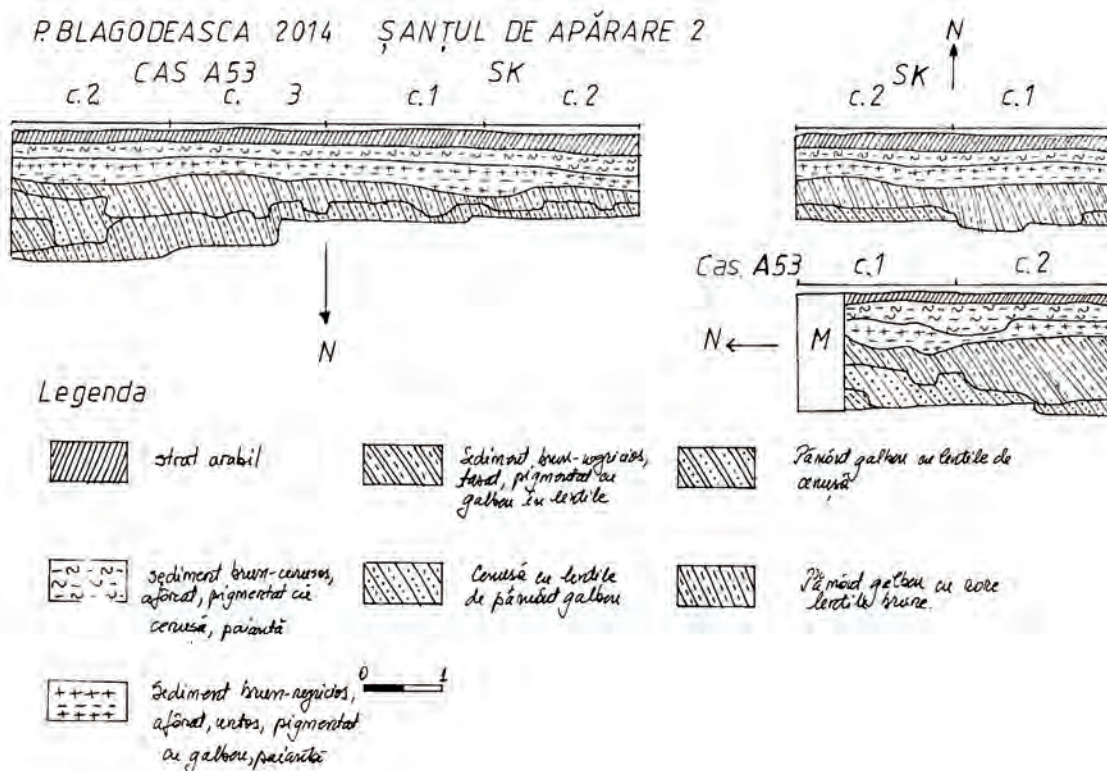 P. BLAGODEASCA 2014 ȘANȚUL DE APĂRARE 2
CAS A53 SK
c.2 c. 3 c.1 c.2
N
N
SK
c.2 c.1
Cas. A53 c.1 c.2
N
M
Legenda
strat arabil
Sediment brun-negricios,
tasat, pigmentat cu
galben în lentile
Pământ galben cu lentile de
cenușă
Sediment brun-cenușos,
afânat, pigmentat cu
cenușă, paiantă
Cenusă cu lentile
de pământ galben
Pământ galben cu rare
lentile brune.
Sediment brun-negricios,
afânat, untos, pigmentat
cu galben, paiantă
0 1